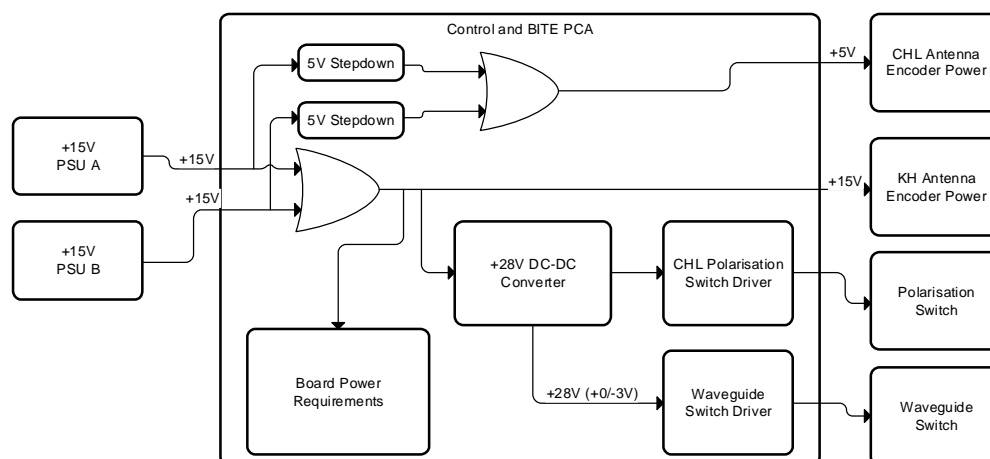 Control and BITE PCA
5V Stepdown
+5V
CHL Antenna
Encoder Power
5V Stepdown
+15V
PSU A
+15V
+15V
KH Antenna
Encoder Power
+15V
+15V
PSU B
+28V DC-DC
Converter
CHL Polarisation
Switch Driver
Polarisation
Switch
Board Power
Requirements
+28V (+0/-3V)
Waveguide
Switch Driver
Waveguide
Switch